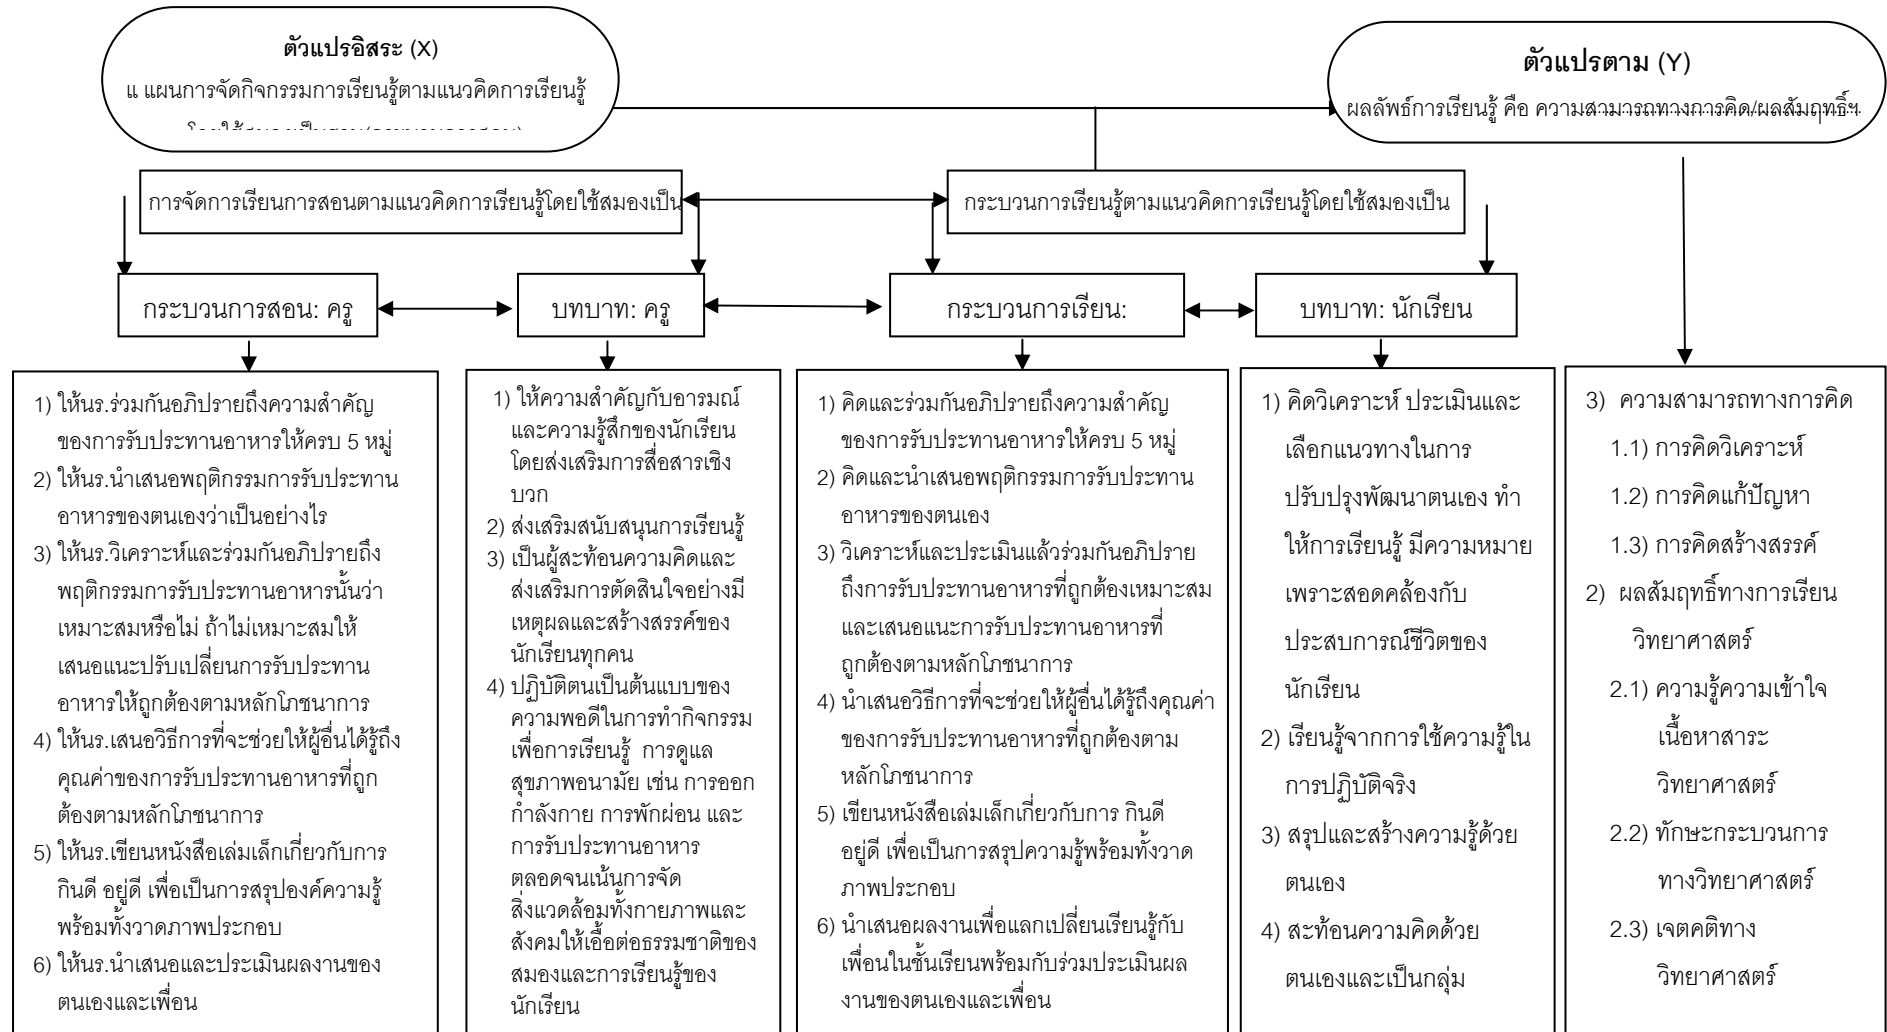 ตัวแปรอิสระ (X)
แ แผนการจัดกิจกรรมการเรียนรู้ตามแนวคิดการเรียนรู้
ตัวแปรตาม (Y)
ผลลัพธ์การเรียนรู้ คือ ความสามารถทางการคิด/ผลสัมฤทธิ์ฯ
การจัดการเรียนการสอนตามแนวคิดการเรียนรู้โดยใช้สมองเป็น
กระบวนการเรียนรู้ตามแนวคิดการเรียนรู้โดยใช้สมองเป็น
กระบวนการสอน: ครู
บทบาท: ครู
กระบวนการเรียน:
บทบาท: นักเรียน
1) ให้นร.ร่วมกันอภิปรายถึงความสำคัญ
ของการรับประทานอาหารให้ครบ 5 หมู่
2) ให้นร.นำเสนอพฤติกรรมการรับประทาน
อาหารของตนเองว่าเป็นอย่างไร
3) ให้นร.วิเคราะห์และร่วมกันอภิปรายถึง
พฤติกรรมการรับประทานอาหารนั้นว่า
เหมาะสมหรือไม่ ถ้าไม่เหมาะสมให้
เสนอแนะปรับเปลี่ยนการรับประทาน
อาหารให้ถูกต้องตามหลักโภชนาการ
4) ให้นร.เสนอวิธีการที่จะช่วยให้ผู้อื่นได้รู้ถึง
คุณค่าของการรับประทานอาหารที่ถูก
ต้องตามหลักโภชนาการ
5) ให้นร.เขียนหนังสือเล่มเล็กเกี่ยวกับการ
กินดี อยู่ดี เพื่อเป็นการสรุปองค์ความรู้
พร้อมทั้งวาดภาพประกอบ
6) ให้นร.นำเสนอและประเมินผลงานของ
ตนเองและเพื่อน
1) ให้ความสำคัญกับอารมณ์
และความรู้สึกของนักเรียน
โดยส่งเสริมการสื่อสารเชิง
บวก
2) ส่งเสริมสนับสนุนการเรียนรู้
3) เป็นผู้สะท้อนความคิดและ
ส่งเสริมการตัดสินใจอย่างมี
เหตุผลและสร้างสรรค์ของ
นักเรียนทุกคน
4) ปฏิบัติตนเป็นต้นแบบของ
ความพอดีในการทำกิจกรรม
เพื่อการเรียนรู้ การดูแล
สุขภาพอนามัย เช่น การออก
กำลังกาย การพักผ่อน และ
การรับประทานอาหาร
ตลอดจนเน้นการจัด
สิ่งแวดล้อมทั้งกายภาพและ
สังคมให้เอื้อต่อธรรมชาติของ
สมองและการเรียนรู้ของ
นักเรียน
1) คิดและร่วมกันอภิปรายถึงความสำคัญ
ของการรับประทานอาหารให้ครบ 5 หมู่
2) คิดและนำเสนอพฤติกรรมการรับประทาน
อาหารของตนเอง
3) วิเคราะห์และประเมินแล้วร่วมกันอภิปราย
ถึงการรับประทานอาหารที่ถูกต้องเหมาะสม
และเสนอแนะการรับประทานอาหารที่
ถูกต้องตามหลักโภชนาการ
4) นำเสนอวิธีการที่จะช่วยให้ผู้อื่นได้รู้ถึงคุณค่า
ของการรับประทานอาหารที่ถูกต้องตาม
หลักโภชนาการ
5) เขียนหนังสือเล่มเล็กเกี่ยวกับการ กินดี
อยู่ดี เพื่อเป็นการสรุปความรู้พร้อมทั้งวาด
ภาพประกอบ
6) นำเสนอผลงานเพื่อแลกเปลี่ยนเรียนรู้กับ
เพื่อนในชั้นเรียนพร้อมกับร่วมประเมินผล
งานของตนเองและเพื่อน
1) คิดวิเคราะห์ ประเมินและ
เลือกแนวทางในการ
ปรับปรุงพัฒนาตนเอง ทำ
ให้การเรียนรู้ มีความหมาย
เพราะสอดคล้องกับ
ประสบการณ์ชีวิตของ
นักเรียน
2) เรียนรู้จากการใช้ความรู้ใน
การปฏิบัติจริง
3) สรุปและสร้างความรู้ด้วย
ตนเอง
4) สะท้อนความคิดด้วย
ตนเองและเป็นกลุ่ม
3) ความสามารถทางการคิด
1.1) การคิดวิเคราะห์
1.2) การคิดแก้ปัญหา
1.3) การคิดสร้างสรรค์
2) ผลสัมฤทธิ์ทางการเรียน
วิทยาศาสตร์
2.1) ความรู้ความเข้าใจ
เนื้อหาสาระ
วิทยาศาสตร์
2.2) ทักษะกระบวนการ
ทางวิทยาศาสตร์
2.3) เจตคติทาง
วิทยาศาสตร์